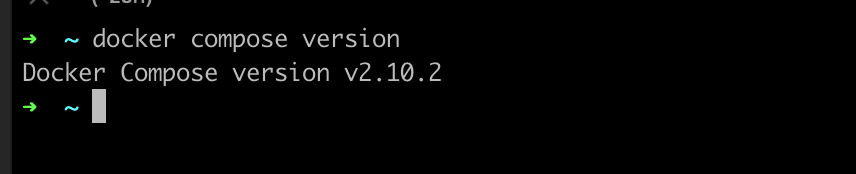 ➜ ~ docker compose version
Docker Compose version v2.10.2
➜ ~